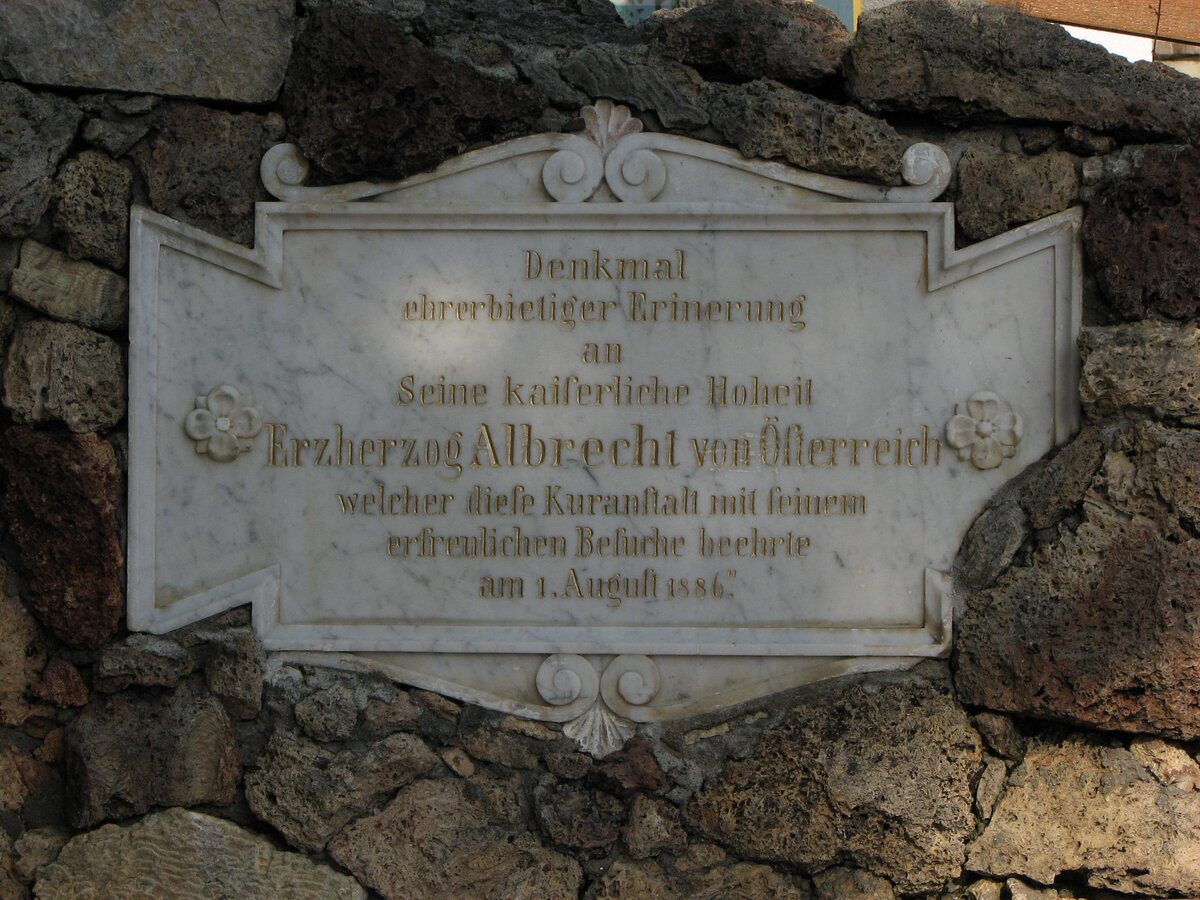 Denkmal
ehrerbietiger Erinerung
an
Seine kaiſerliche Hoheit
Erzherzog Albrecht von Öſterreich
welcher dieſe Kuranſtalt mit ſeinem
erfreulichen Beſuche beehrte
am 1. Auguſt 1886."